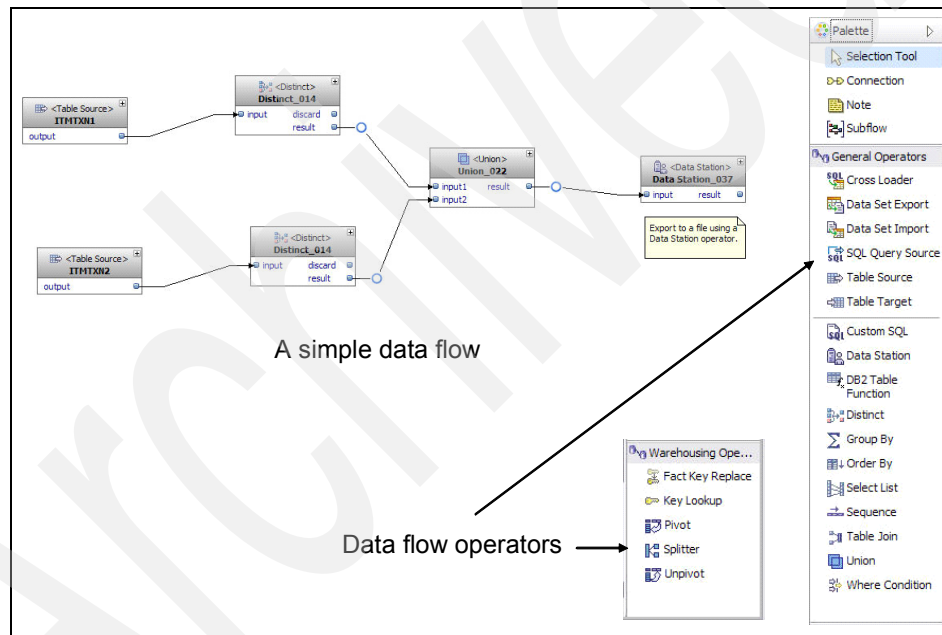 <Table Source>
ITMTXN1
output
<Distinct>
Distinct_014
input discard
result
<Union>
Union_022
input1 result
input2
<Data Station>
Data Station_037
input result
Export to a file using a
Data Station operator.
<Table Source>
ITMTXN2
output
<Distinct>
Distinct_014
input discard
result
A simple data flow
Data flow operators
Warehousing Ope...
Fact Key Replace
Key Lookup
Pivot
Splitter
Unpivot
Palette
Selection Tool
Connection
Note
Subflow
General Operators
SQL Cross Loader
Data Set Export
Data Set Import
SQL SQL Query Source
Table Source
Table Target
SQL Custom SQL
Data Station
DB2 Table
Function
Distinct
Group By
Order By
Select List
Sequence
Table Join
Union
Where Condition
Archived